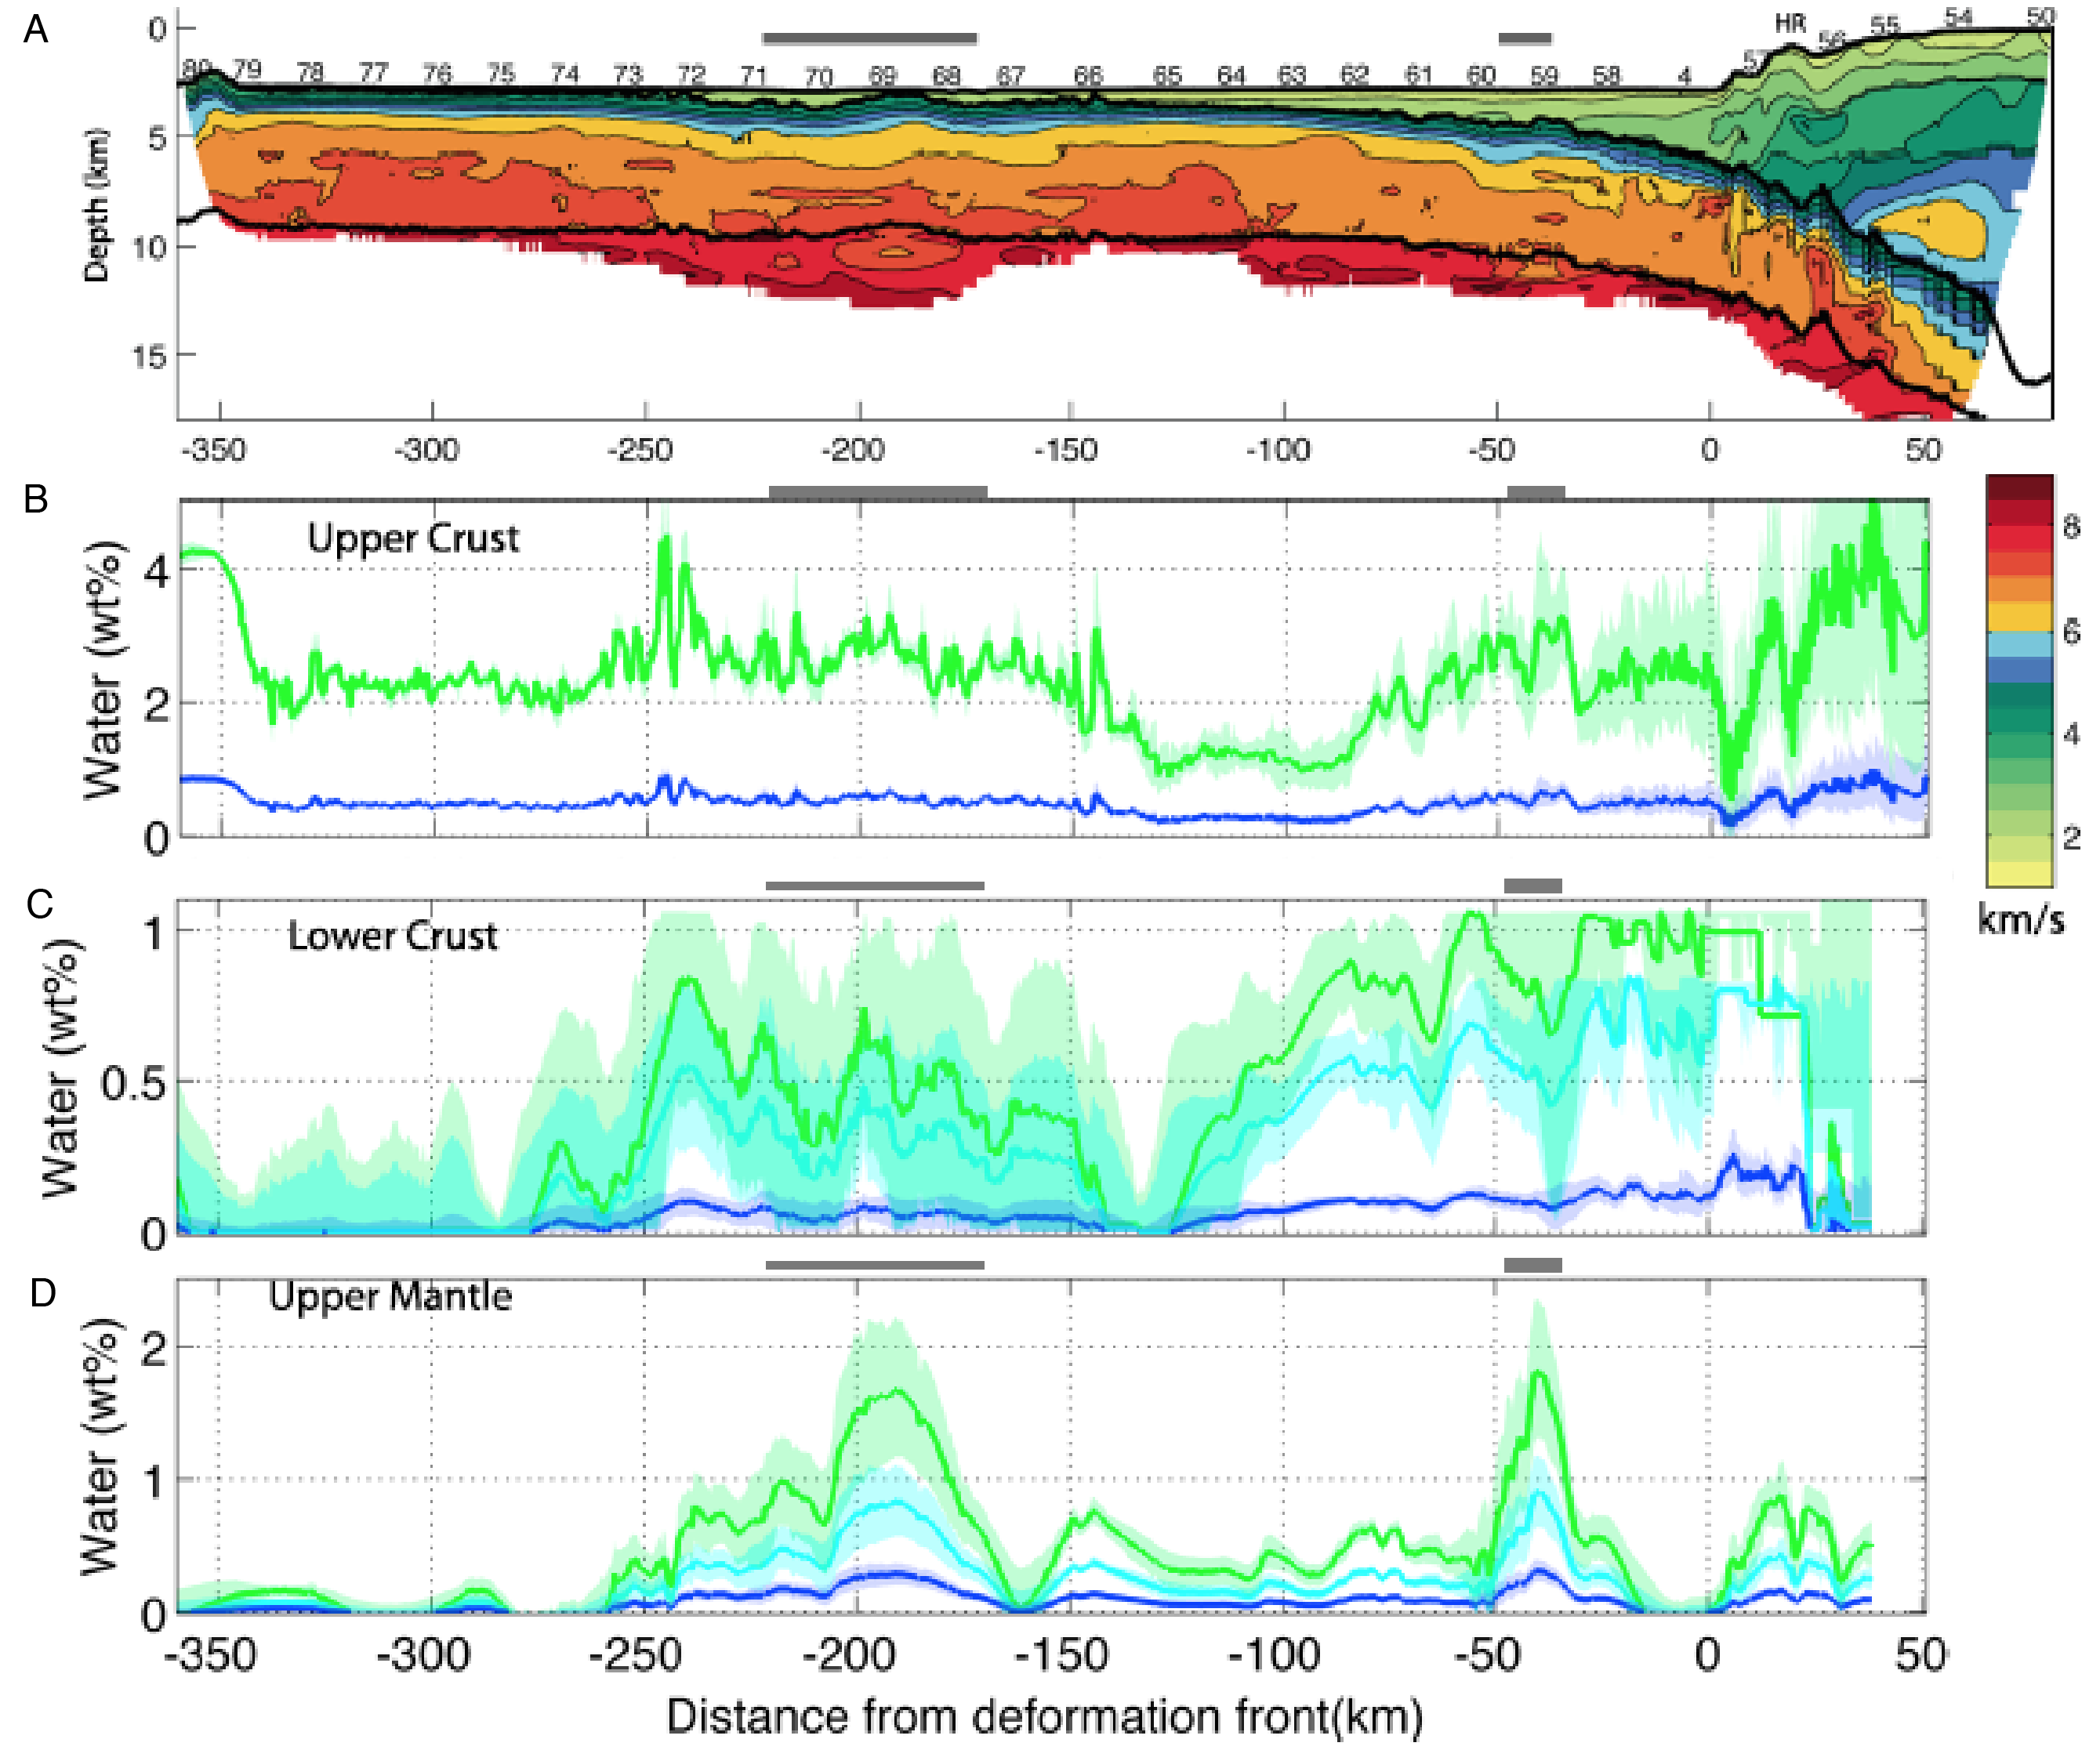 A
0
5
10
15
Depth (km)
80 79 78 77 76 75 74 73 72 71 70 69 68 67 66 65 64 63 62 61 60 59 58 4 57 HR 56 55 54 50
-350 -300 -250 -200 -150 -100 -50 0 50
B
Upper Crust
Water (wt%)
4
2
0
8
6
4
2
km/s
C
Lower Crust
Water (wt%)
1
0.5
0
D
Upper Mantle
Water (wt%)
2
1
0
-350 -300 -250 -200 -150 -100 -50 0 50
Distance from deformation front(km)